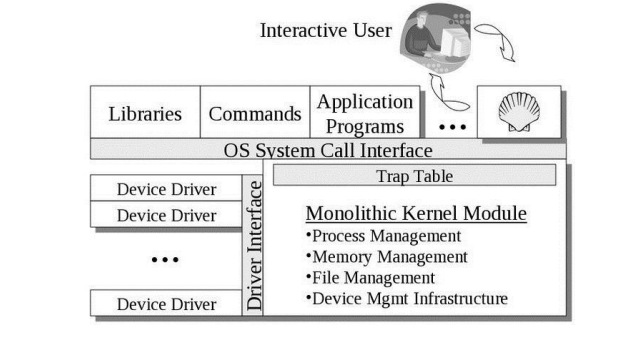 Interactive User
Libraries
Commands
Application
Programs
•••
OS System Call Interface
Trap Table
Device Driver
Device Driver
•••
Device Driver
Driver Interface
Monolithic Kernel Module
•Process Management
•Memory Management
•File Management
•Device Mgmt Infrastructure